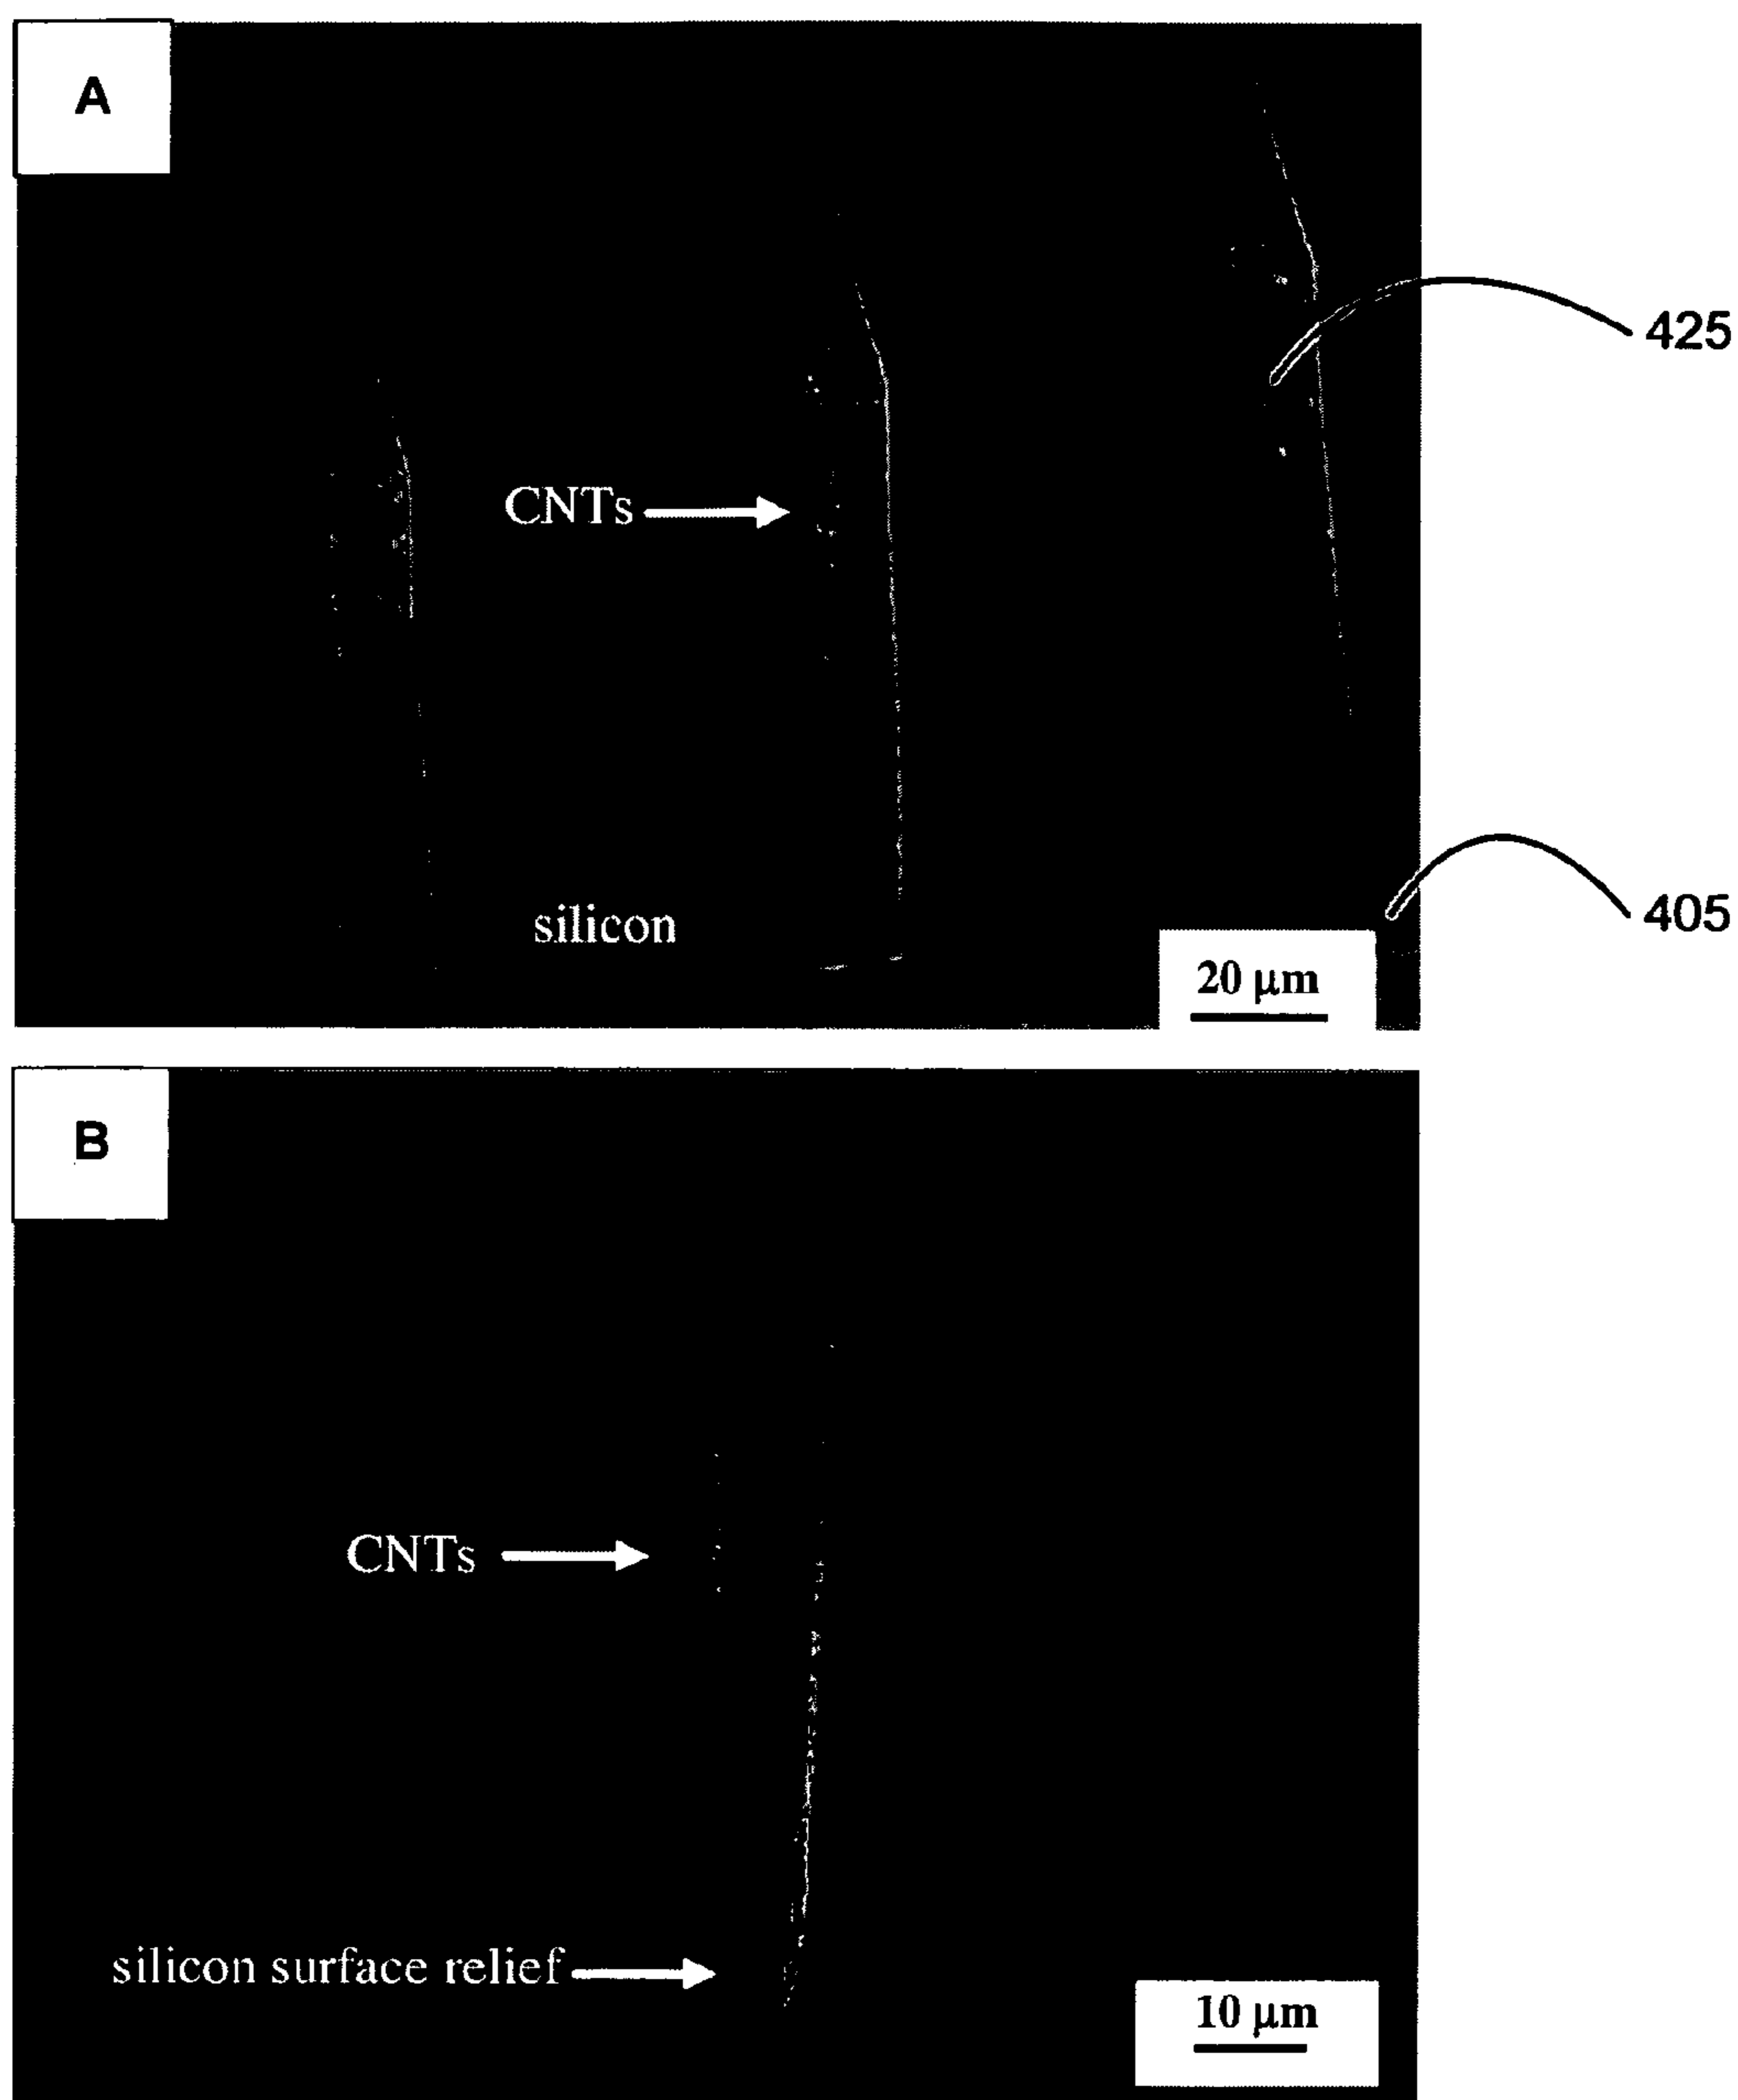 A
425
CNTs
silicon
405
20 μm
B
CNTs
silicon surface relief
10 μm